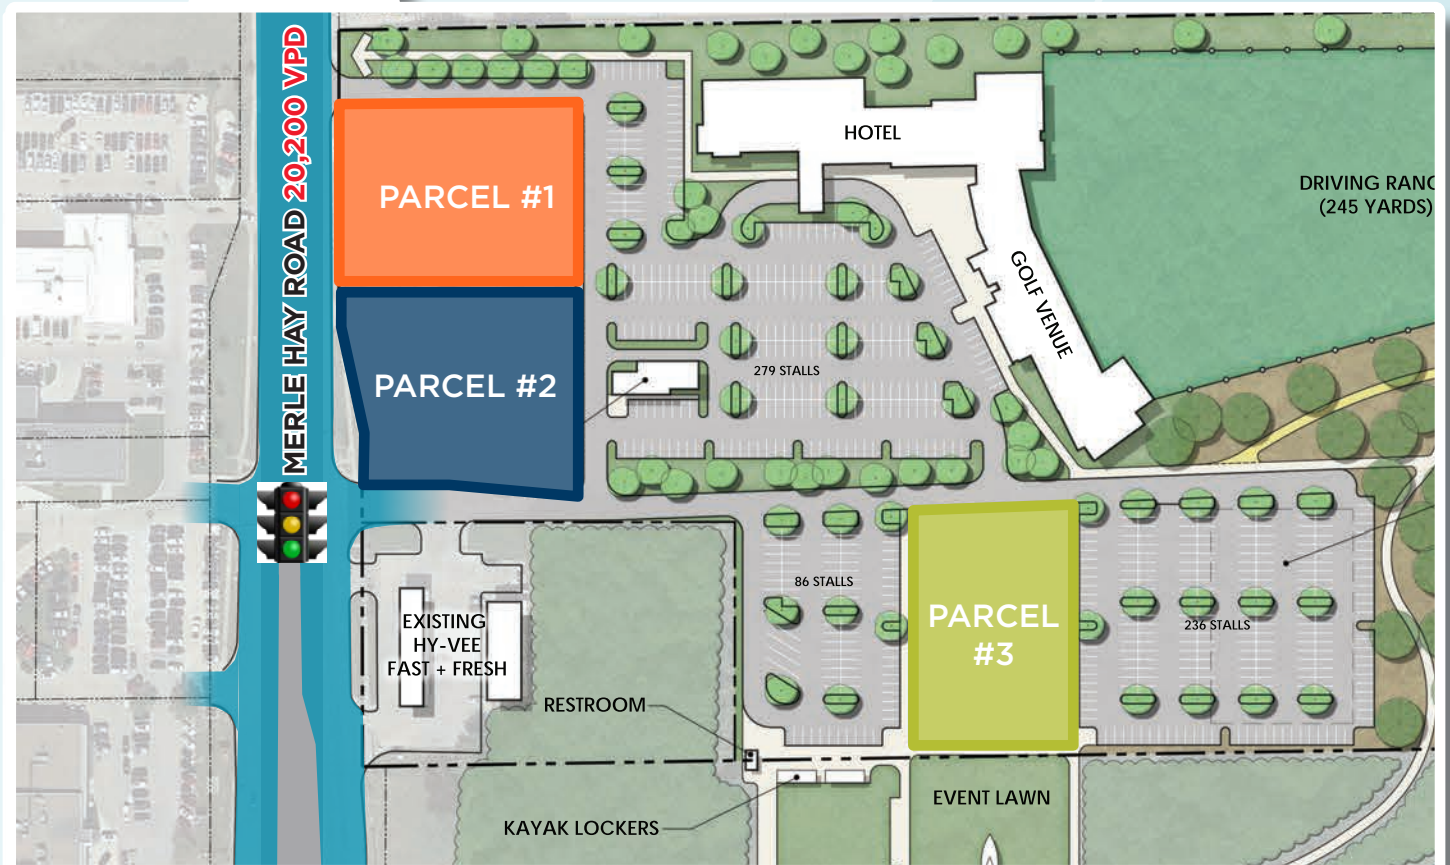 MERLE HAY ROAD 20,200 VPD
PARCEL #1
HOTEL
DRIVING RANG
(245 YARDS)
GOLF VENUE
PARCEL #2
279 STALLS
86 STALLS
PARCEL
#3
236 STALLS
EXISTING
HY-VEE
FAST + FRESH
RESTROOM
EVENT LAWN
KAYAK LOCKERS